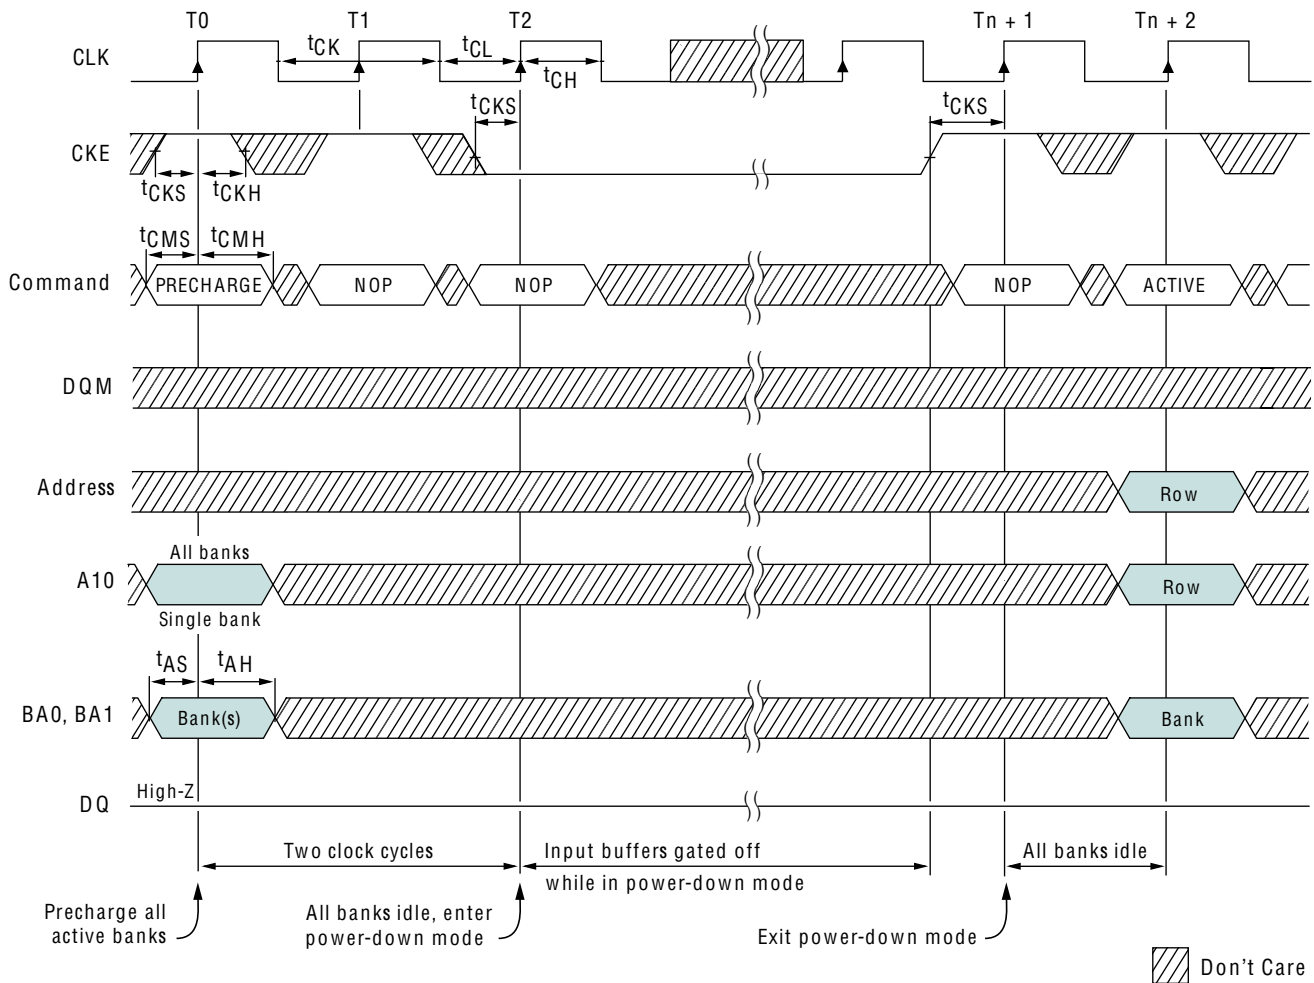 T0 T1 T2 Tn + 1 Tn + 2
CLK
tCK tCL
tCH
tCKS tCKS
CKE
tCKS tCKH
tCMS tCMH
Command PRECHARGE NOP NOP NOP ACTIVE
DQM
Address Row
All banks
A10 Row
Single bank
tAS tAH
BA0, BA1 Bank(s) Bank
High-Z
DQ
Two clock cycles
Input buffers gated off
while in power-down mode
All banks idle
Precharge all
active banks
All banks idle, enter
power-down mode
Exit power-down mode
Don't Care